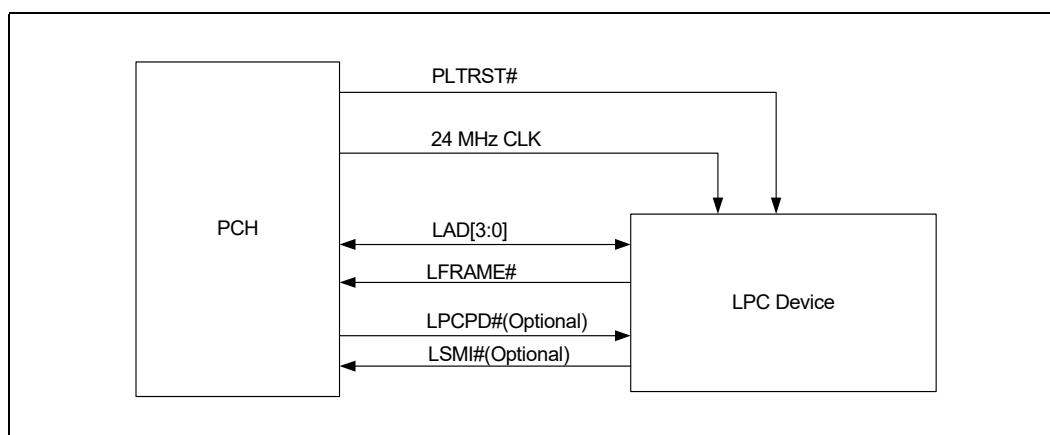 PLTRST#
24 MHz CLK
PCH
LAD[3:0]
LFRAME#
LPC Device
LPCPD#(Optional)
LSMI#(Optional)